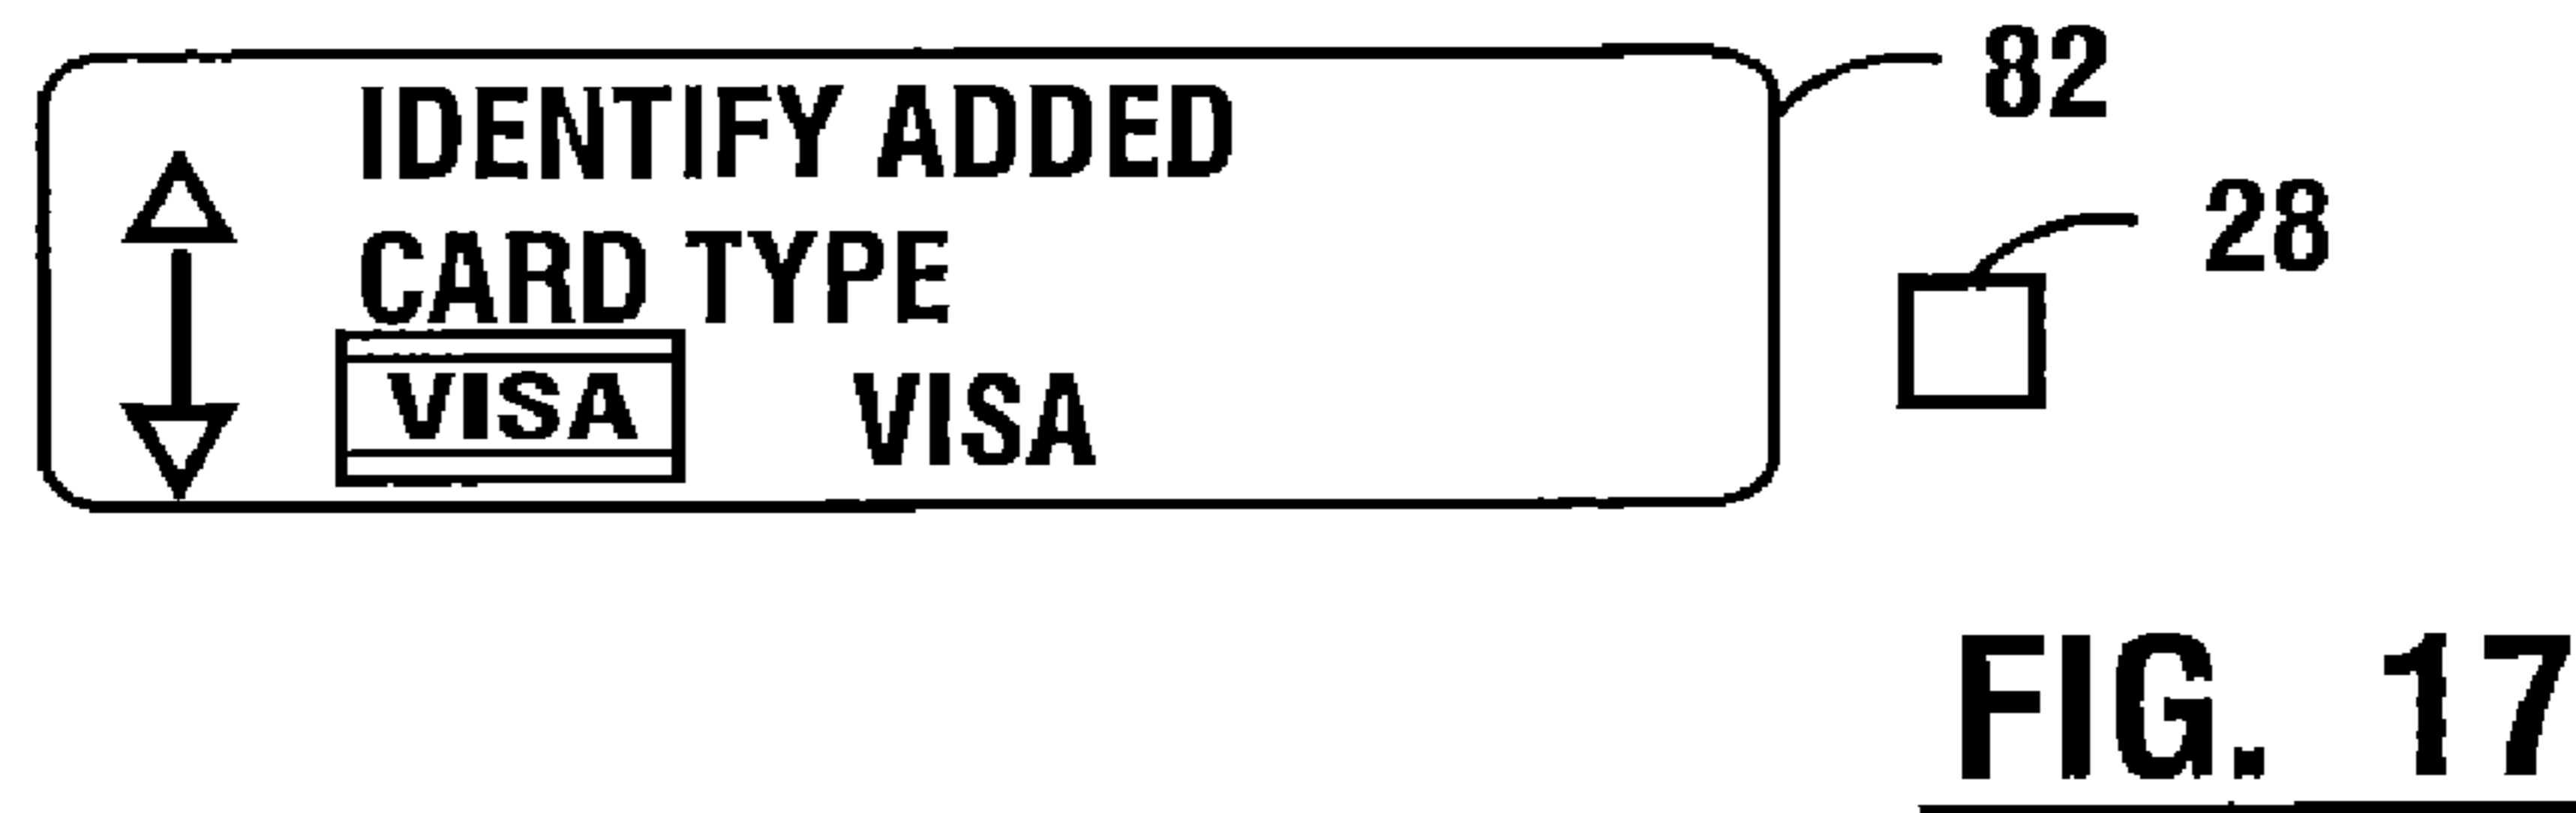 IDENTIFY ADDED
CARD TYPE
VISA VISA
82
28
FIG. 17